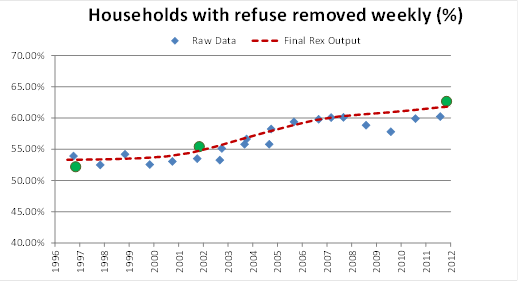 Households with refuse removed weekly (%)
Raw Data Final Rex Output
70.00%
65.00%
60.00%
55.00%
50.00%
45.00%
40.00%
1996 1997 1998 1999 2000 2001 2002 2003 2004 2005 2006 2007 2008 2009 2010 2011 2012